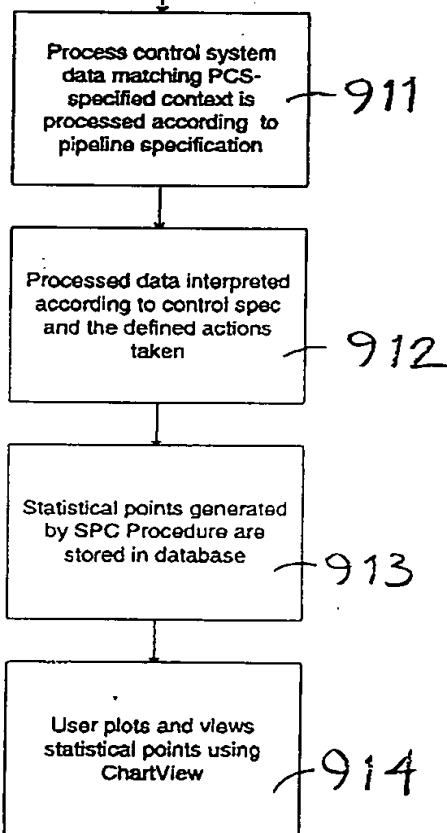 Process control system
data matching PCS-
specified context is
processed according to
pipeline specification
911
Processed data interpreted
according to control spec
and the defined actions
taken
912
Statistical points generated
by SPC Procedure are
stored in database
913
User plots and views
statistical points using
ChartView
914